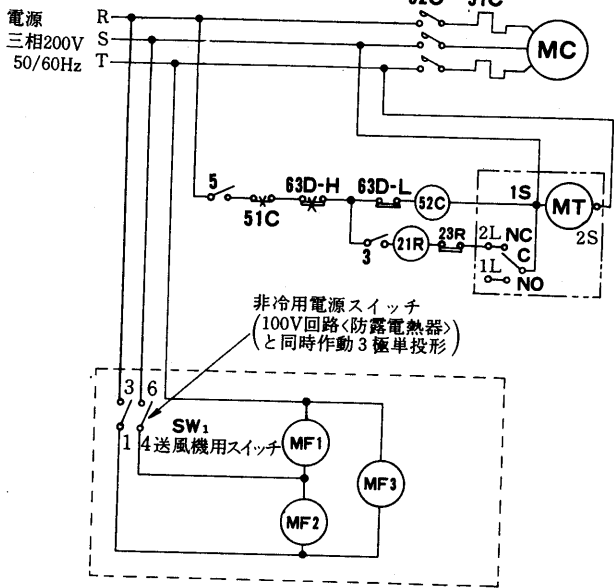 52C 51C
電源 R
三相200V S
50/60Hz T
MC
5
51C
63D-H
63D-L
52C
1S
MT
2S
3
21R
23R
2L NC
C
1L
NO
非冷用電源スイッチ
(100V回路〈防露電熱器〉
と同時作動3極単投形)
3 6
SW₁
1 4 送風機用スイッチ
MF1
MF3
MF2